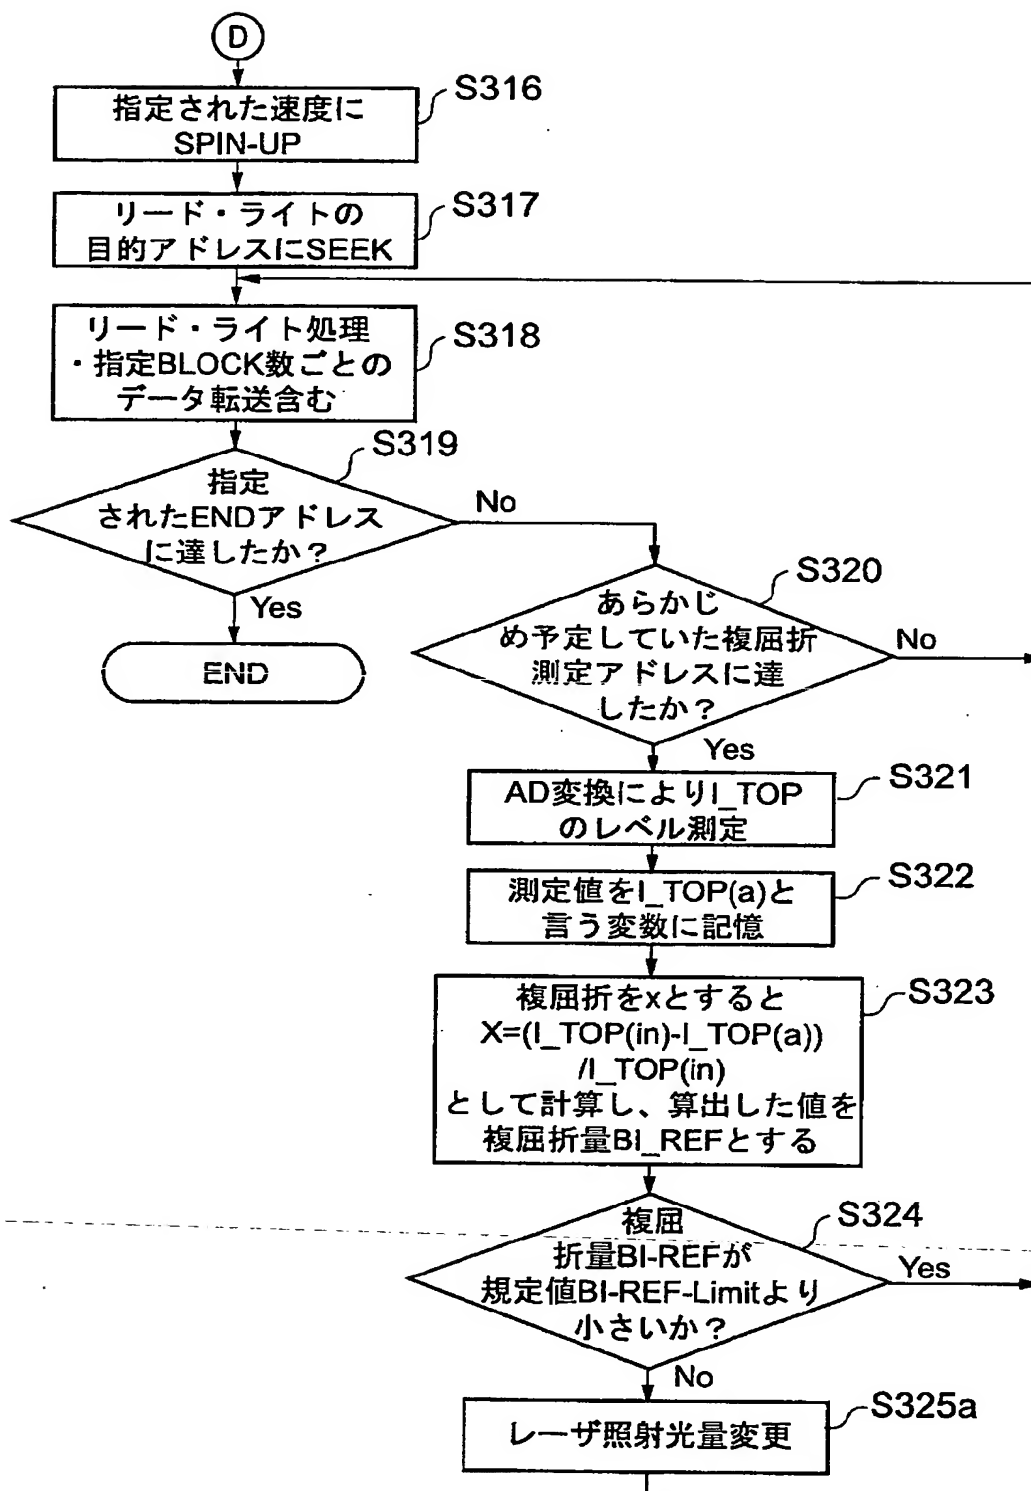 D
S316
指定された速度に
SPIN-UP
S317
リード・ライトの
目的アドレスにSEEK
S318
リード・ライト処理
・指定BLOCK数ごとの
データ転送含む
S319
指定
されたENDアドレス
に達したか?
No
Yes
END
S320
あらかじ
め予定していた複屈折
測定アドレスに達
したか?
No
Yes
S321
AD変換によりI_TOP
のレベル測定
S322
測定値をI_TOP(a)と
言う変数に記憶
S323
複屈折をxとすると
X=(I_TOP(in)-I_TOP(a))
/I_TOP(in)
として計算し、算出した値を
複屈折量BI_REFとする
S324
複屈
折量BI-REFが
規定値BI-REF-Limitより
小さいか?
Yes
No
S325a
レーザ照射光量変更